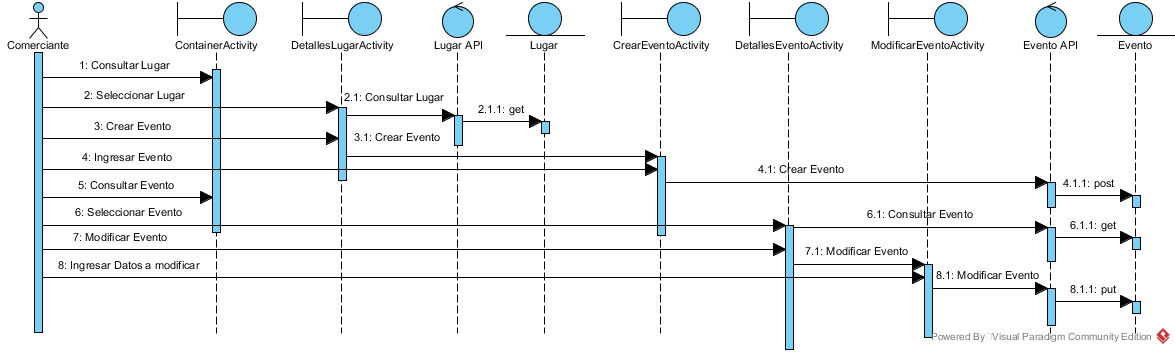 Comerciante
ContainerActivity
DetallesLugarActivity
Lugar API
Lugar
CrearEventoActivity
DetallesEventoActivity
ModificarEventoActivity
Evento API
Evento
1: Consultar Lugar
2: Seleccionar Lugar
2.1: Consultar Lugar
2.1.1: get
3: Crear Evento
3.1: Crear Evento
4: Ingresar Evento
4.1: Crear Evento
4.1.1: post
5: Consultar Evento
6: Seleccionar Evento
6.1: Consultar Evento
6.1.1: get
7: Modificar Evento
7.1: Modificar Evento
8: Ingresar Datos a modificar
8.1: Modificar Evento
8.1.1: put
Powered By Visual Paradigm Community Edition